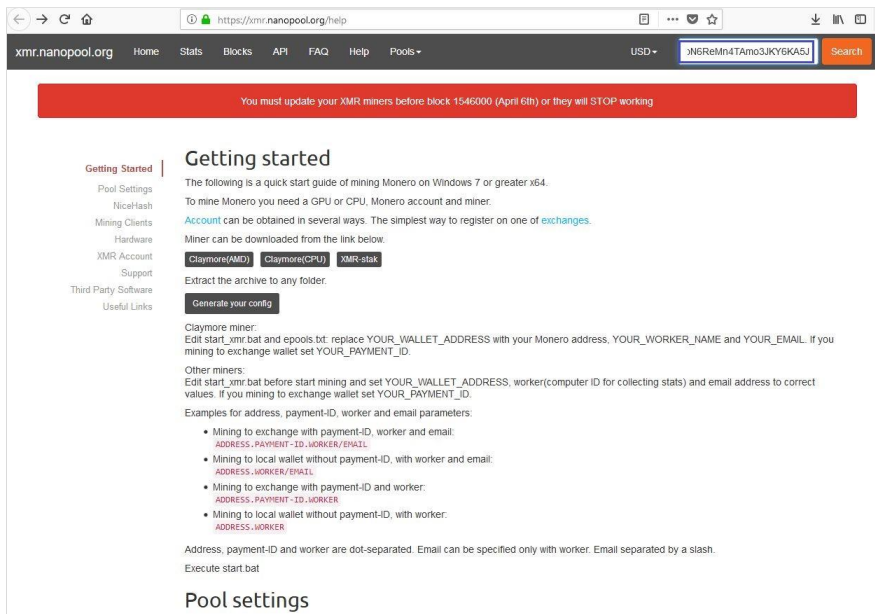 https://xmr.nanopool.org/help
xmr.nanopool.org Home Stats Blocks API FAQ Help Pools USD N6ReMn4TAmo3JKY6KA5J Search
You must update your XMR miners before block 1546000 (April 6th) or they will STOP working
Getting Started
Pool Settings
NiceHash
Mining Clients
Hardware
XMR Account
Support
Third Party Software
Useful Links
Getting started
The following is a quick start guide of mining Monero on Windows 7 or greater x64.
To mine Monero you need a GPU or CPU, Monero account and miner.
Account can be obtained in several ways. The simplest way to register on one of exchanges.
Miner can be downloaded from the link below.
Claymore(AMD) Claymore(CPU) XMR-stak
Extract the archive to any folder.
Generate your config
Claymore miner:
Edit start_xmr.bat and epools.txt: replace YOUR_WALLET_ADDRESS with your Monero address, YOUR_WORKER_NAME and YOUR_EMAIL. If you
mining to exchange wallet set YOUR_PAYMENT_ID.
Other miners:
Edit start_xmr.bat before start mining and set YOUR_WALLET_ADDRESS, worker(computer ID for collecting stats) and email address to correct
values. If you mining to exchange wallet set YOUR_PAYMENT_ID.
Examples for address, payment-ID, worker and email parameters:
• Mining to exchange with payment-ID, worker and email:
ADDRESS.PAYMENT-ID.WORKER/EMAIL
• Mining to local wallet without payment-ID, with worker and email:
ADDRESS.WORKER/EMAIL
• Mining to exchange with payment-ID and worker:
ADDRESS.PAYMENT-ID.WORKER
• Mining to local wallet without payment-ID, with worker:
ADDRESS.WORKER
Address, payment-ID and worker are dot-separated. Email can be specified only with worker. Email separated by a slash.
Execute start.bat
Pool settings